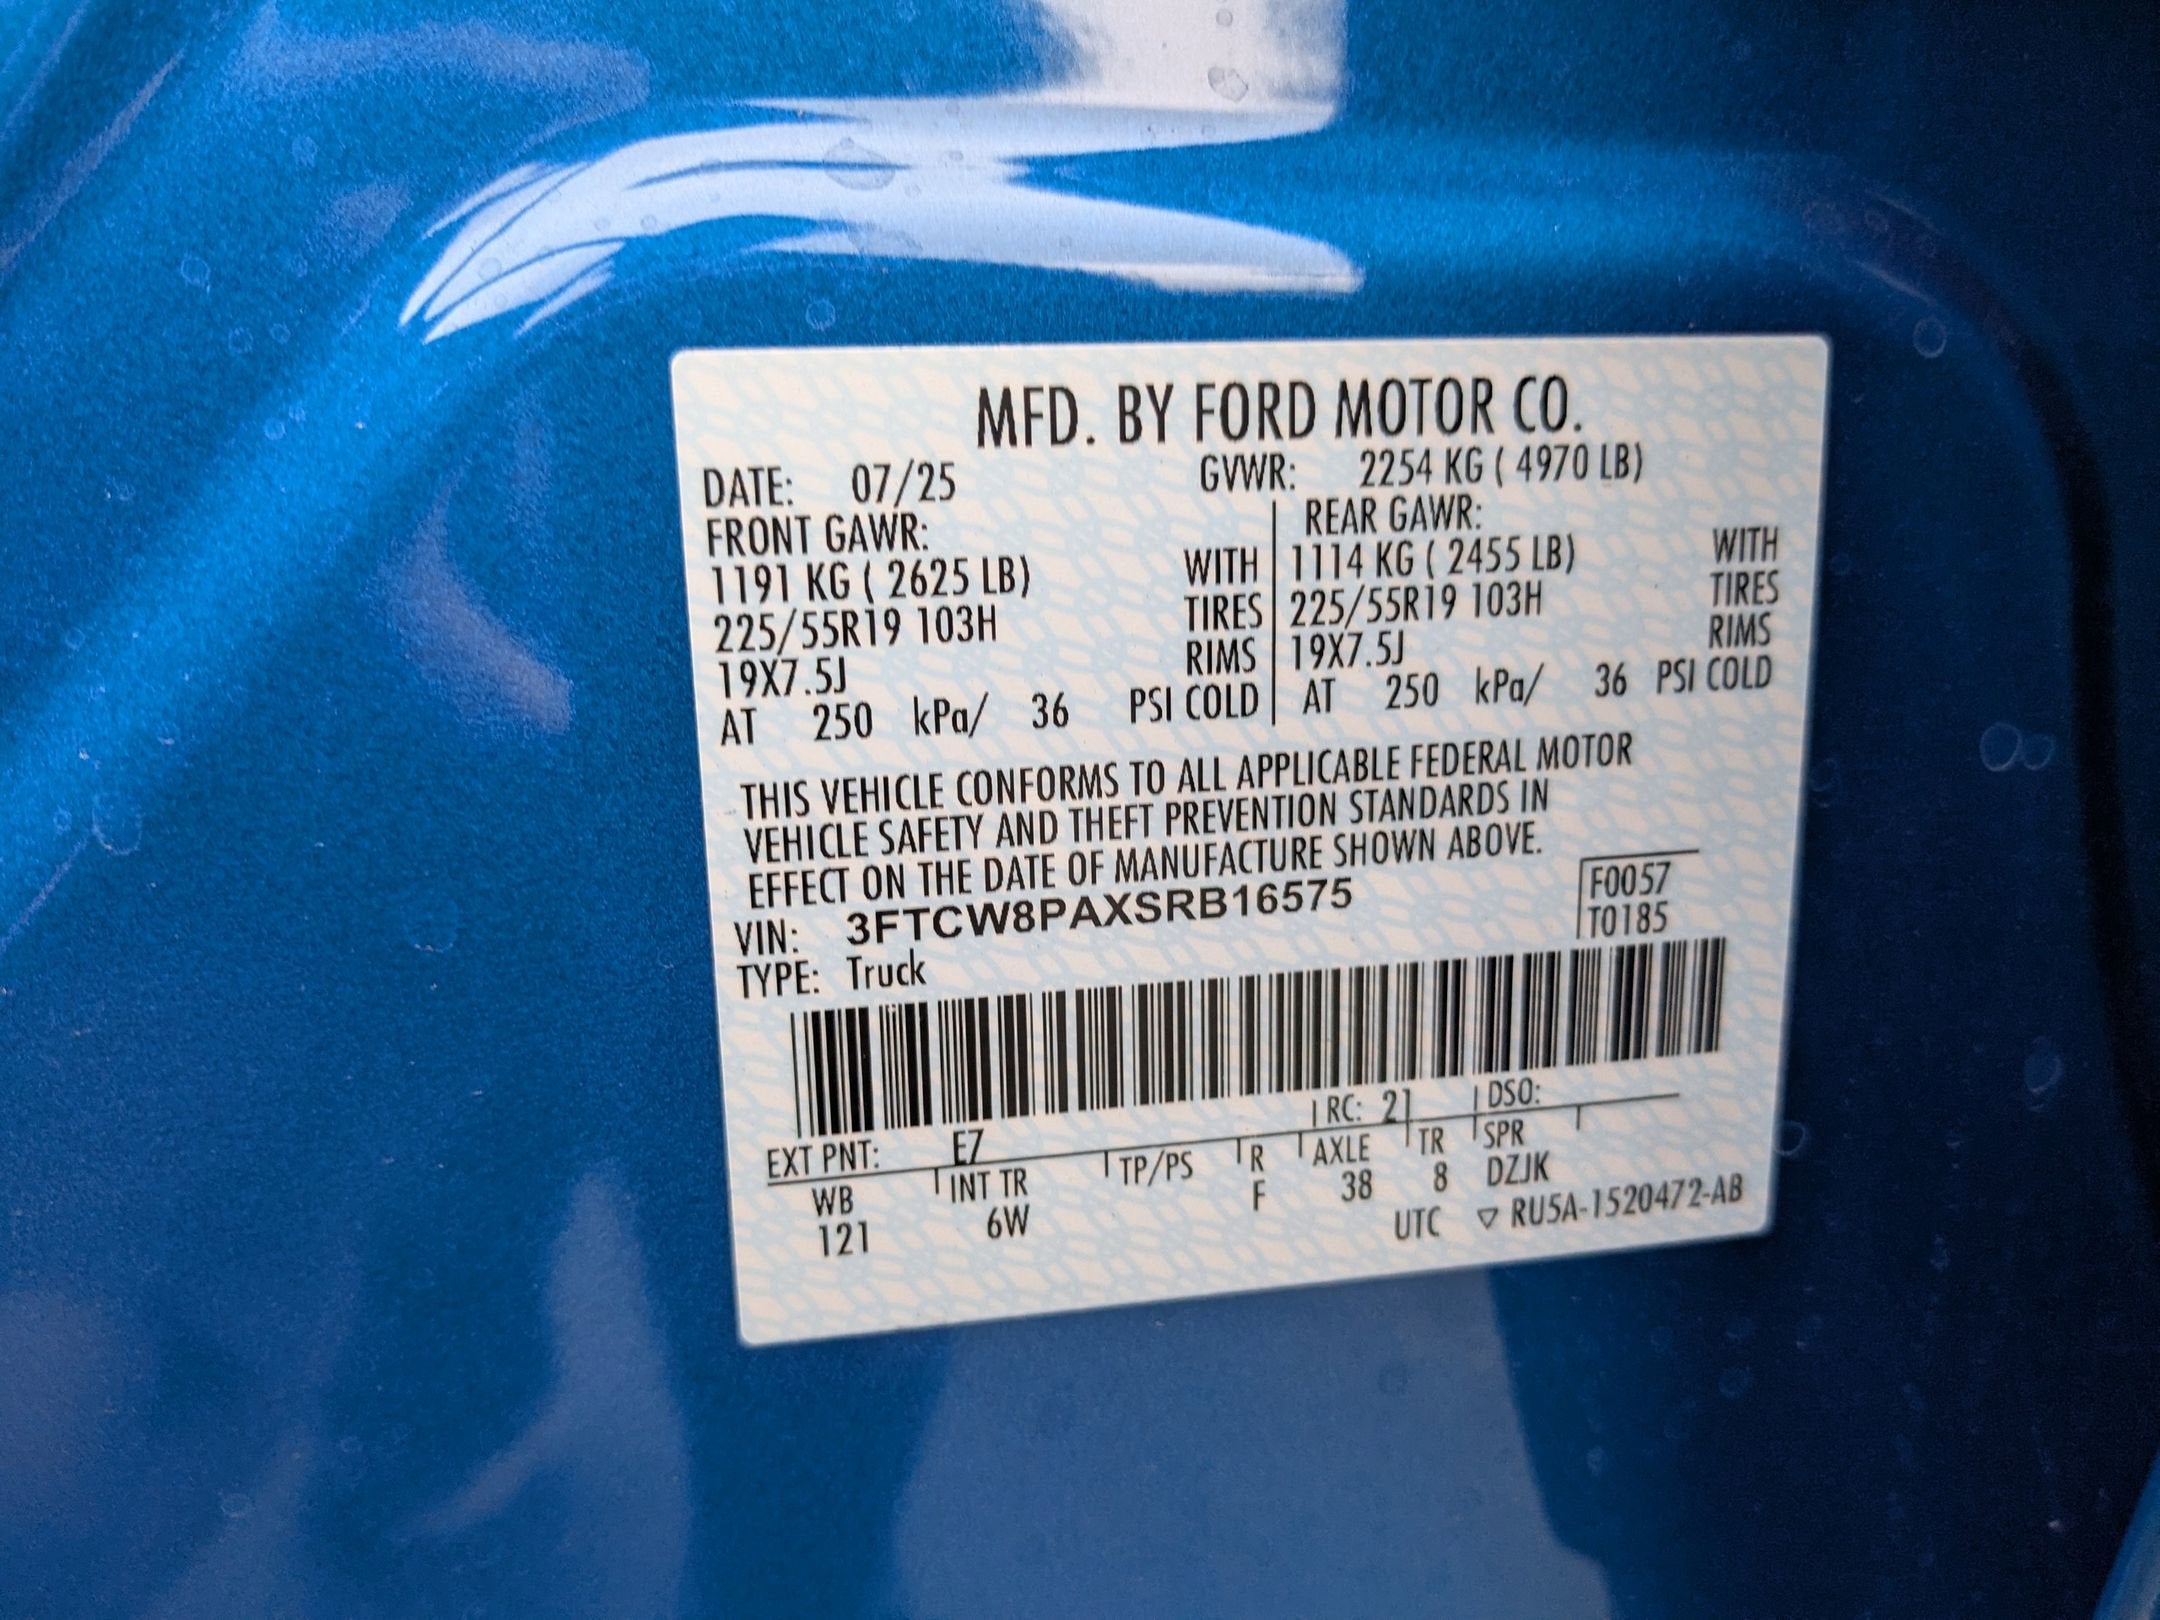 MFD. BY FORD MOTOR CO.
DATE: 07/25 GVWR: 2254 KG ( 4970 LB)
FRONT GAWR: REAR GAWR:
1191 KG ( 2625 LB) WITH 1114 KG ( 2455 LB) WITH
225/55R19 103H TIRES 225/55R19 103H TIRES
19X7.5J RIMS 19X7.5J RIMS
AT 250 kPa/ 36 PSI COLD AT 250 kPa/ 36 PSI COLD
THIS VEHICLE CONFORMS TO ALL APPLICABLE FEDERAL MOTOR
VEHICLE SAFETY AND THEFT PREVENTION STANDARDS IN
EFFECT ON THE DATE OF MANUFACTURE SHOWN ABOVE.
F0057
VIN: 3FTCW8PAXSRB16575 T0185
TYPE: Truck
EXT PNT: E7 RC: 21 DSO:
WB INT TR TP/PS R AXLE TR SPR
121 6W F 38 8 DZJK
UTC ▽ RU5A-1520472-AB